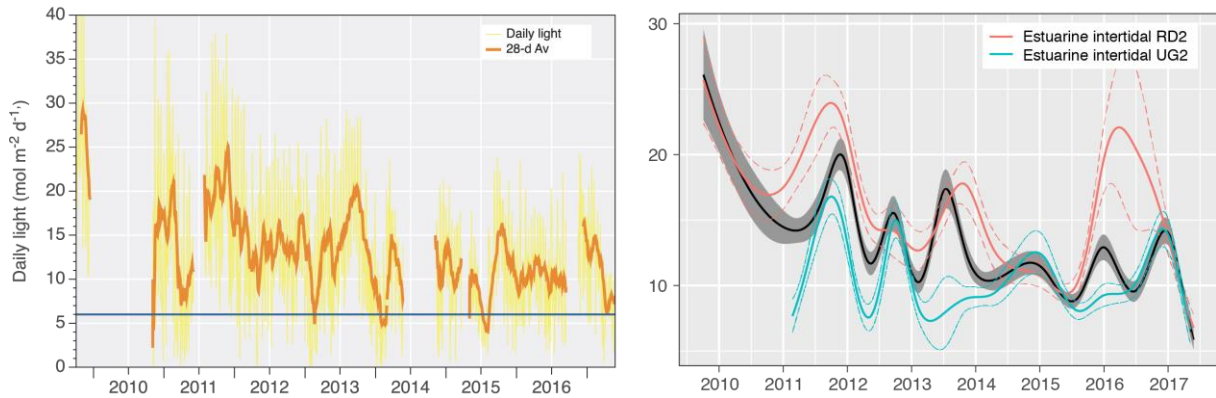 Daily light (mol m⁻² d⁻¹·)
40
35
30
25
20
15
10
5
0
Daily light
28-d Av
2010 2011 2012 2013 2014 2015 2016
30
20
10
Estuarine intertidal RD2
Estuarine intertidal UG2
2010 2011 2012 2013 2014 2015 2016 2017